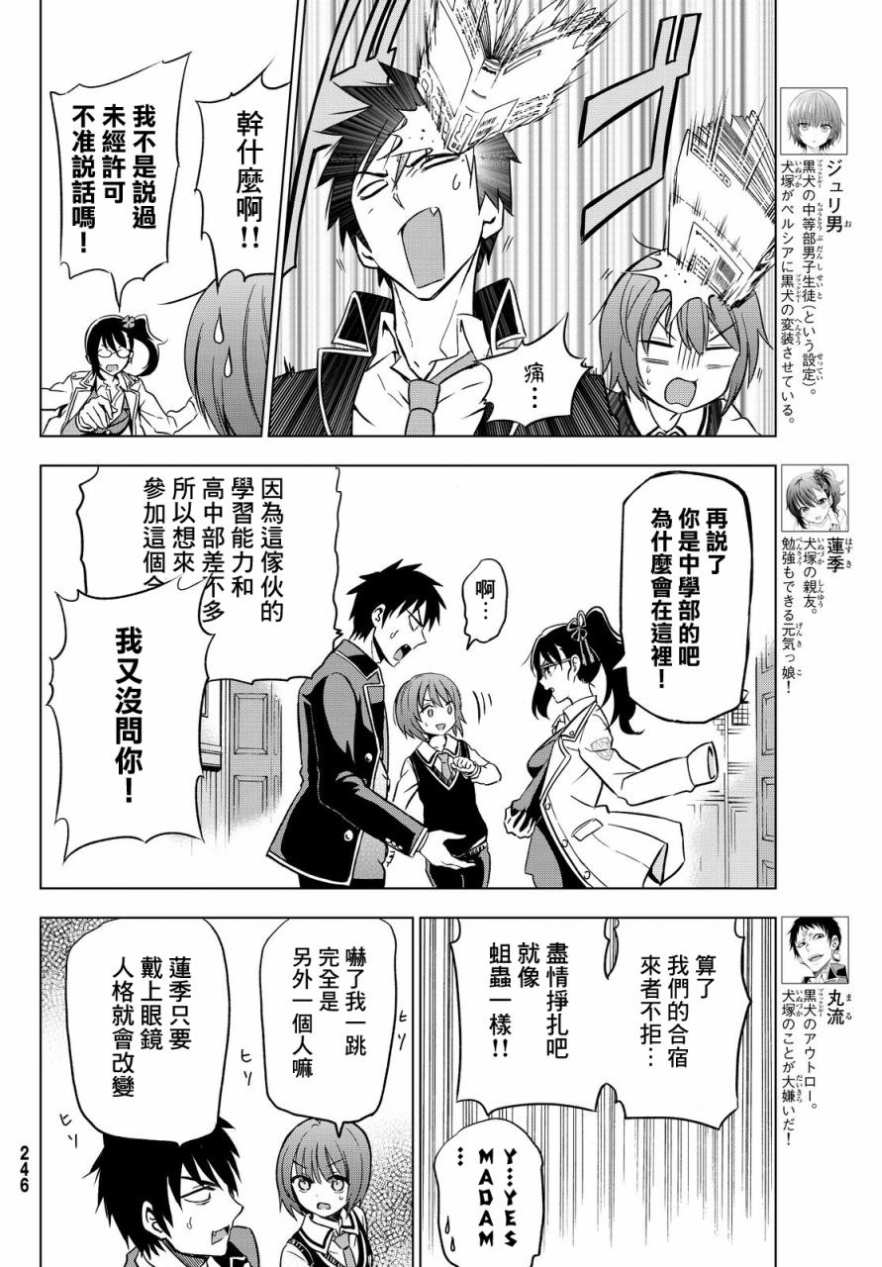 痛…
幹什麼啊!!
我不是說過
未經許可
不准說話嗎！
ジュリ男
黒犬の中等部男子生徒(という設定)。
犬塚がペルシアに黒犬の変装させている。
再說了
你是中學部的吧
為什麼會在這裡！
啊…
因為這傢伙的
學習能力和
高中部差不多
所以想來
參加這個
我又沒問你！
蓮季
犬塚の親友。
勉強もできる元気っ娘！
算了
我們的合宿
來者不拒…
盡情掙扎吧
就像
蛆蟲一樣!!
Y…YES
MADAM
…
嚇了我一跳
完全是
另外一個人嘛
ヒソ
蓮季只要
戴上眼鏡
人格就會改變
ヒソ
丸流
黒犬のアウトロー。
犬塚のことが大嫌いだ！
246